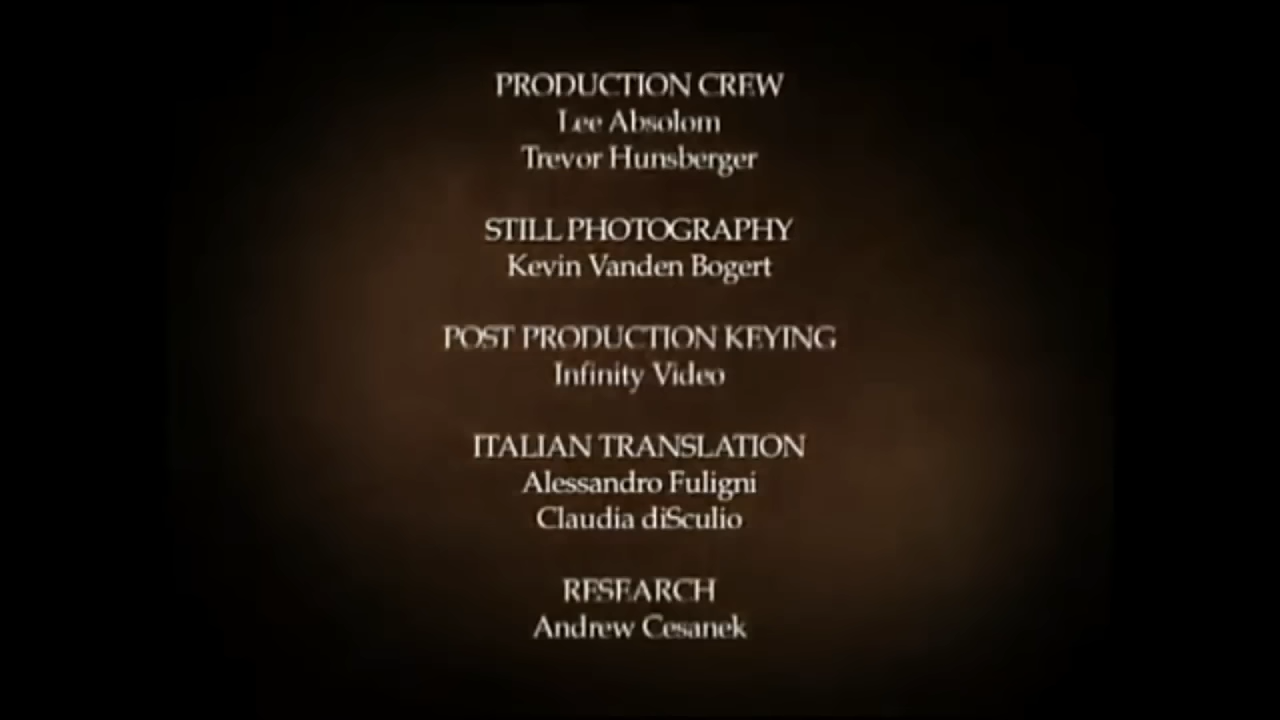 PRODUCTION CREW
Lee Absolom
Trevor Hunsberger
STILL PHOTOGRAPHY
Kevin Vanden Bogert
POST PRODUCTION KEYING
Infinity Video
ITALIAN TRANSLATION
Alessandro Fuligni
Claudia diSculio
RESEARCH
Andrew Cesanek